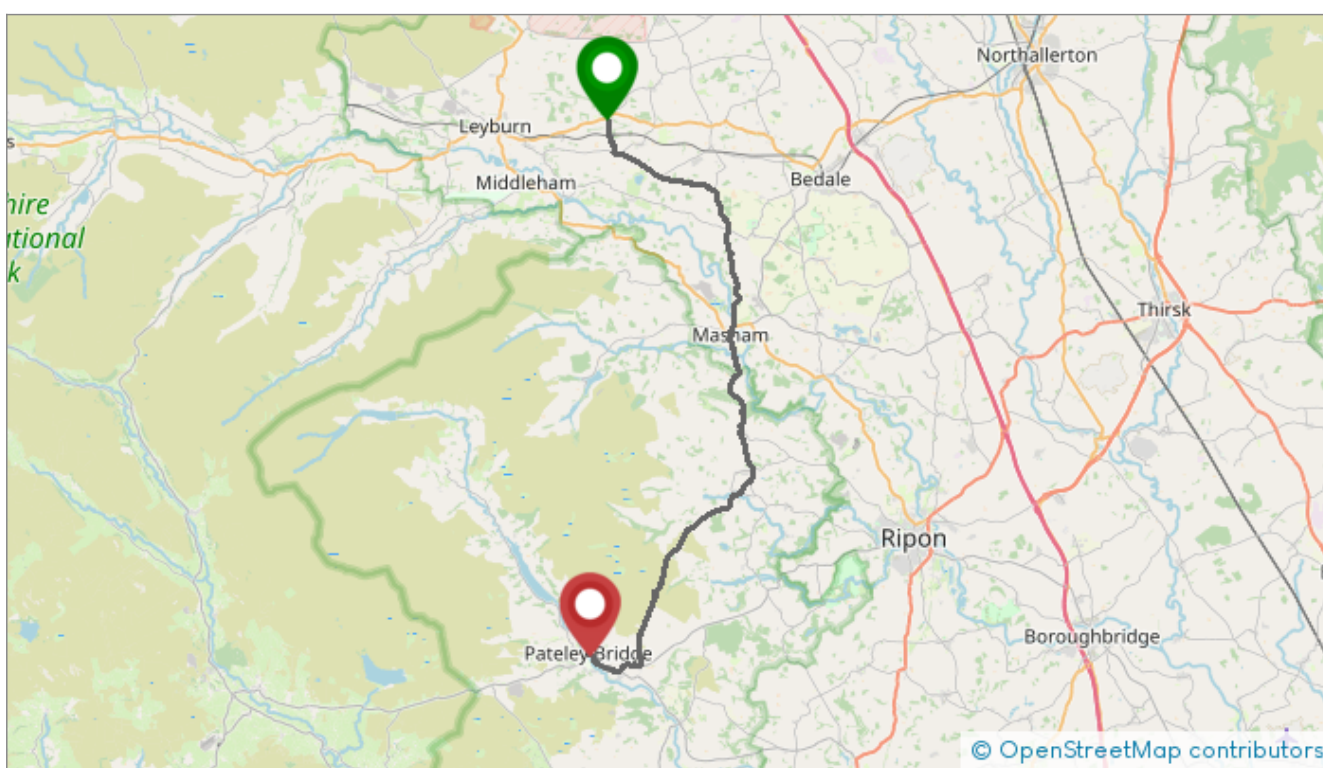 Northallerton
Leyburn
s
Middleham
Bedale
hire
ational
k
Thirsk
Masham
Ripon
Boroughbridge
Pateley Bridge
© OpenStreetMap contributors